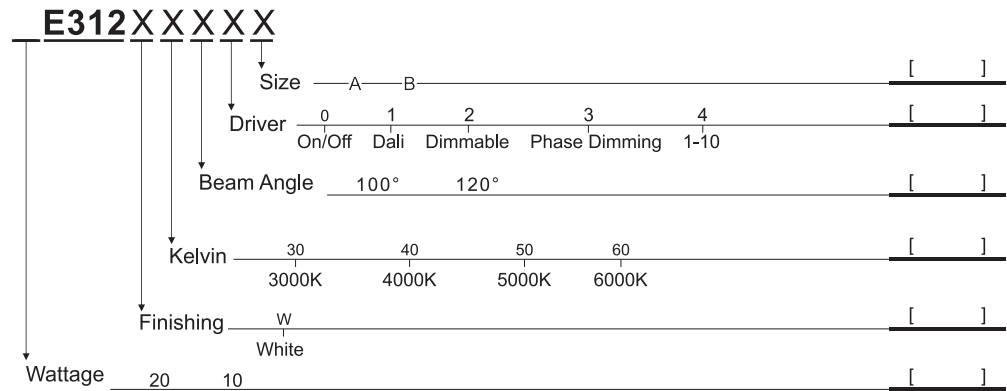 _E312XXXXX
Size A B [ ]
0 1 2 3 4 [ ]
Driver
On/Off Dali Dimmable Phase Dimming 1-10
Beam Angle 100° 120° [ ]
30 40 50 60 [ ]
Kelvin
3000K 4000K 5000K 6000K
W [ ]
Finishing
White
Wattage 20 10 [ ]